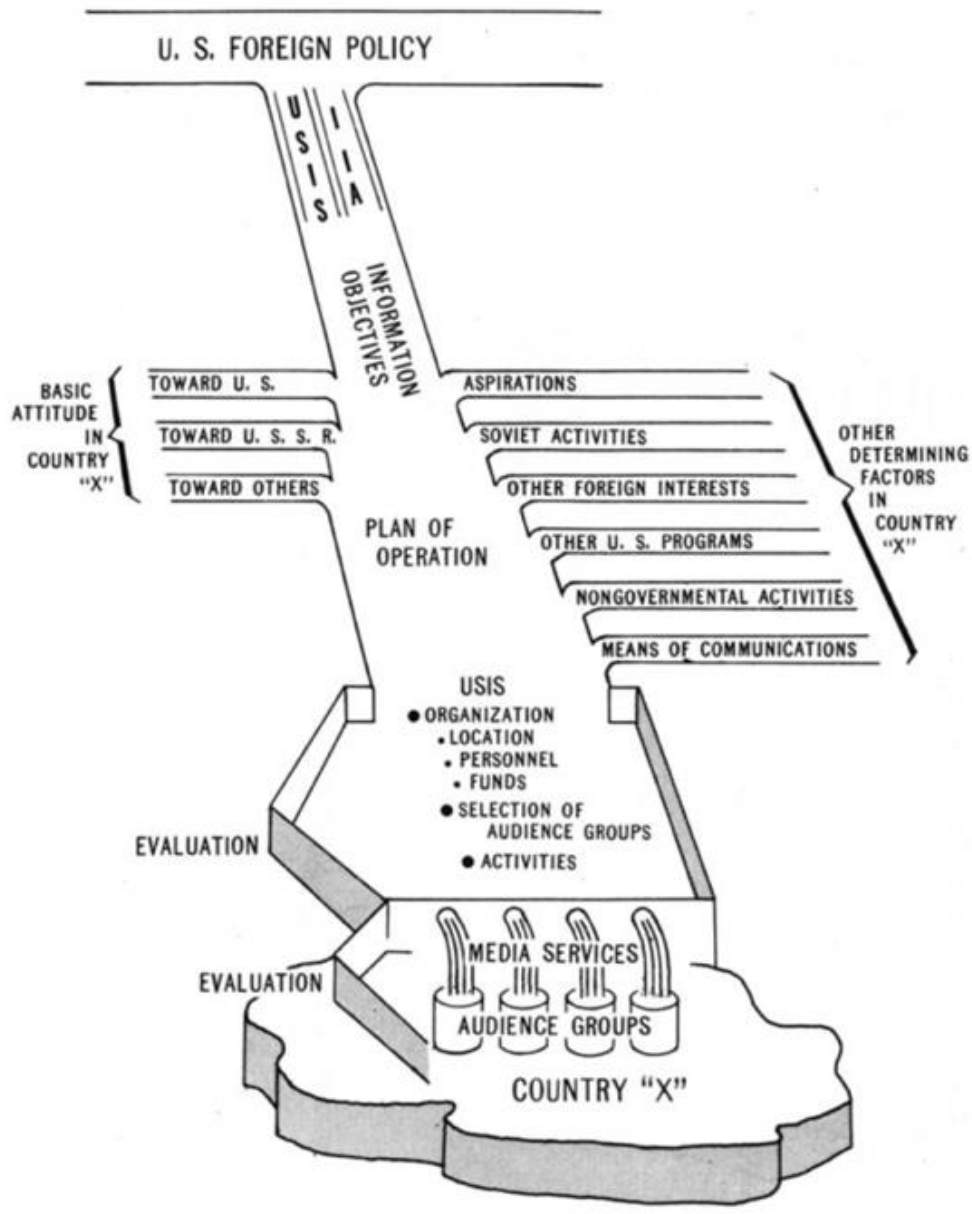 U. S. FOREIGN POLICY
USIS
IIA
INFORMATION
OBJECTIVES
BASIC
ATTITUDE
IN
COUNTRY
"X"
TOWARD U. S.
TOWARD U. S. S. R.
TOWARD OTHERS
ASPIRATIONS
SOVIET ACTIVITIES
OTHER FOREIGN INTERESTS
OTHER U. S. PROGRAMS
NONGOVERNMENTAL ACTIVITIES
MEANS OF COMMUNICATIONS
OTHER
DETERMINING
FACTORS
IN
COUNTRY
"X"
PLAN OF
OPERATION
USIS
● ORGANIZATION
• LOCATION
• PERSONNEL
• FUNDS
● SELECTION OF
AUDIENCE GROUPS
● ACTIVITIES
EVALUATION
MEDIA SERVICES
EVALUATION
AUDIENCE GROUPS
COUNTRY "X"